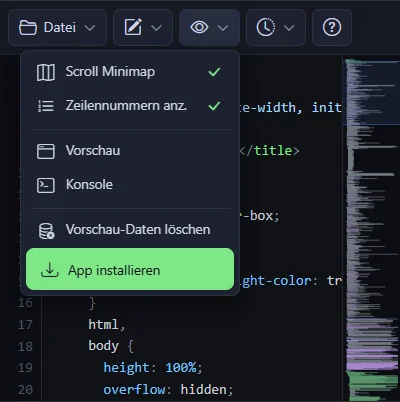 Datei
Scroll Minimap
Zeilennummern anz.
te-width, init
</title>
Vorschau
Konsole
r-box;
Vorschau-Daten löschen
App installieren
ight-color: tr
16 }
17 html,
18 body {
19 height: 100%;
20 overflow: hidden;